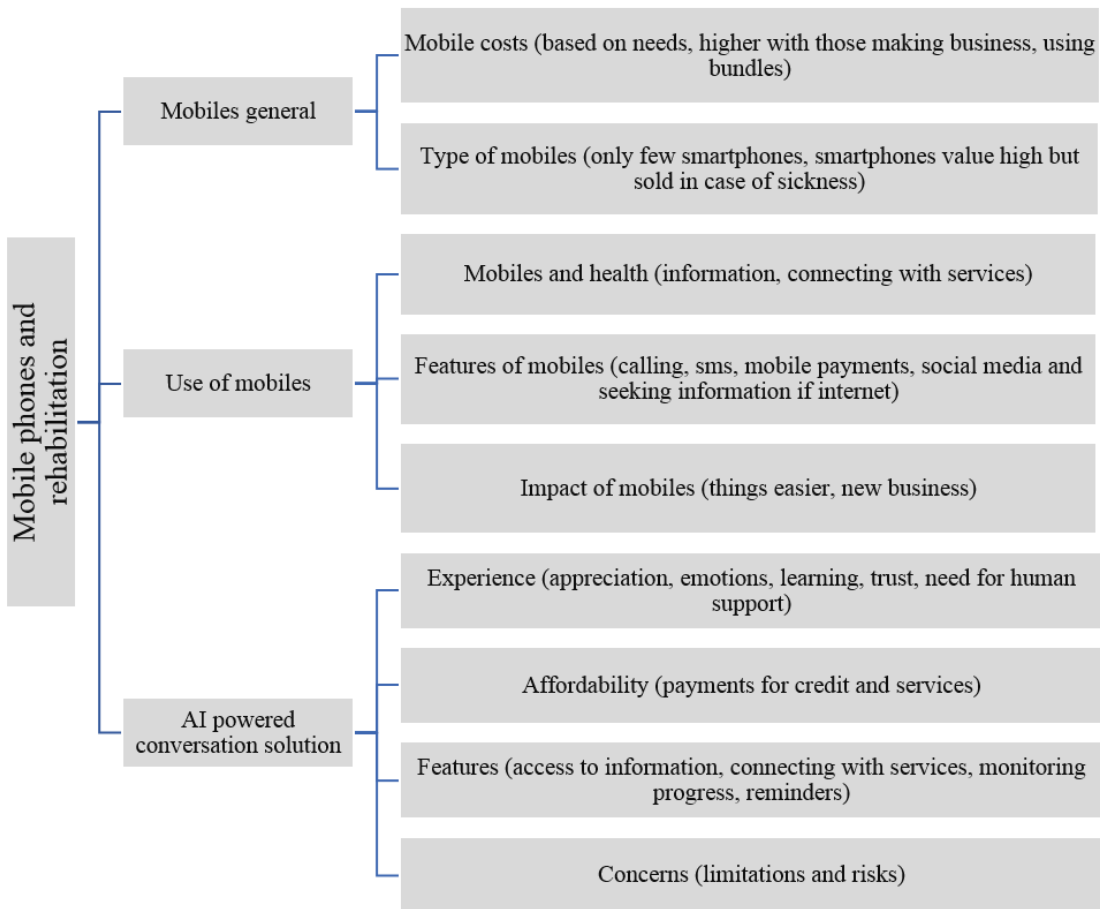 Mobile phones and
rehabilitation
Mobiles general
Mobile costs (based on needs, higher with those making business, using
bundles)
Type of mobiles (only few smartphones, smartphones value high but
sold in case of sickness)
Use of mobiles
Mobiles and health (information, connecting with services)
Features of mobiles (calling, sms, mobile payments, social media and
seeking information if internet)
Impact of mobiles (things easier, new business)
AI powered
conversation solution
Experience (appreciation, emotions, learning, trust, need for human
support)
Affordability (payments for credit and services)
Features (access to information, connecting with services, monitoring
progress, reminders)
Concerns (limitations and risks)